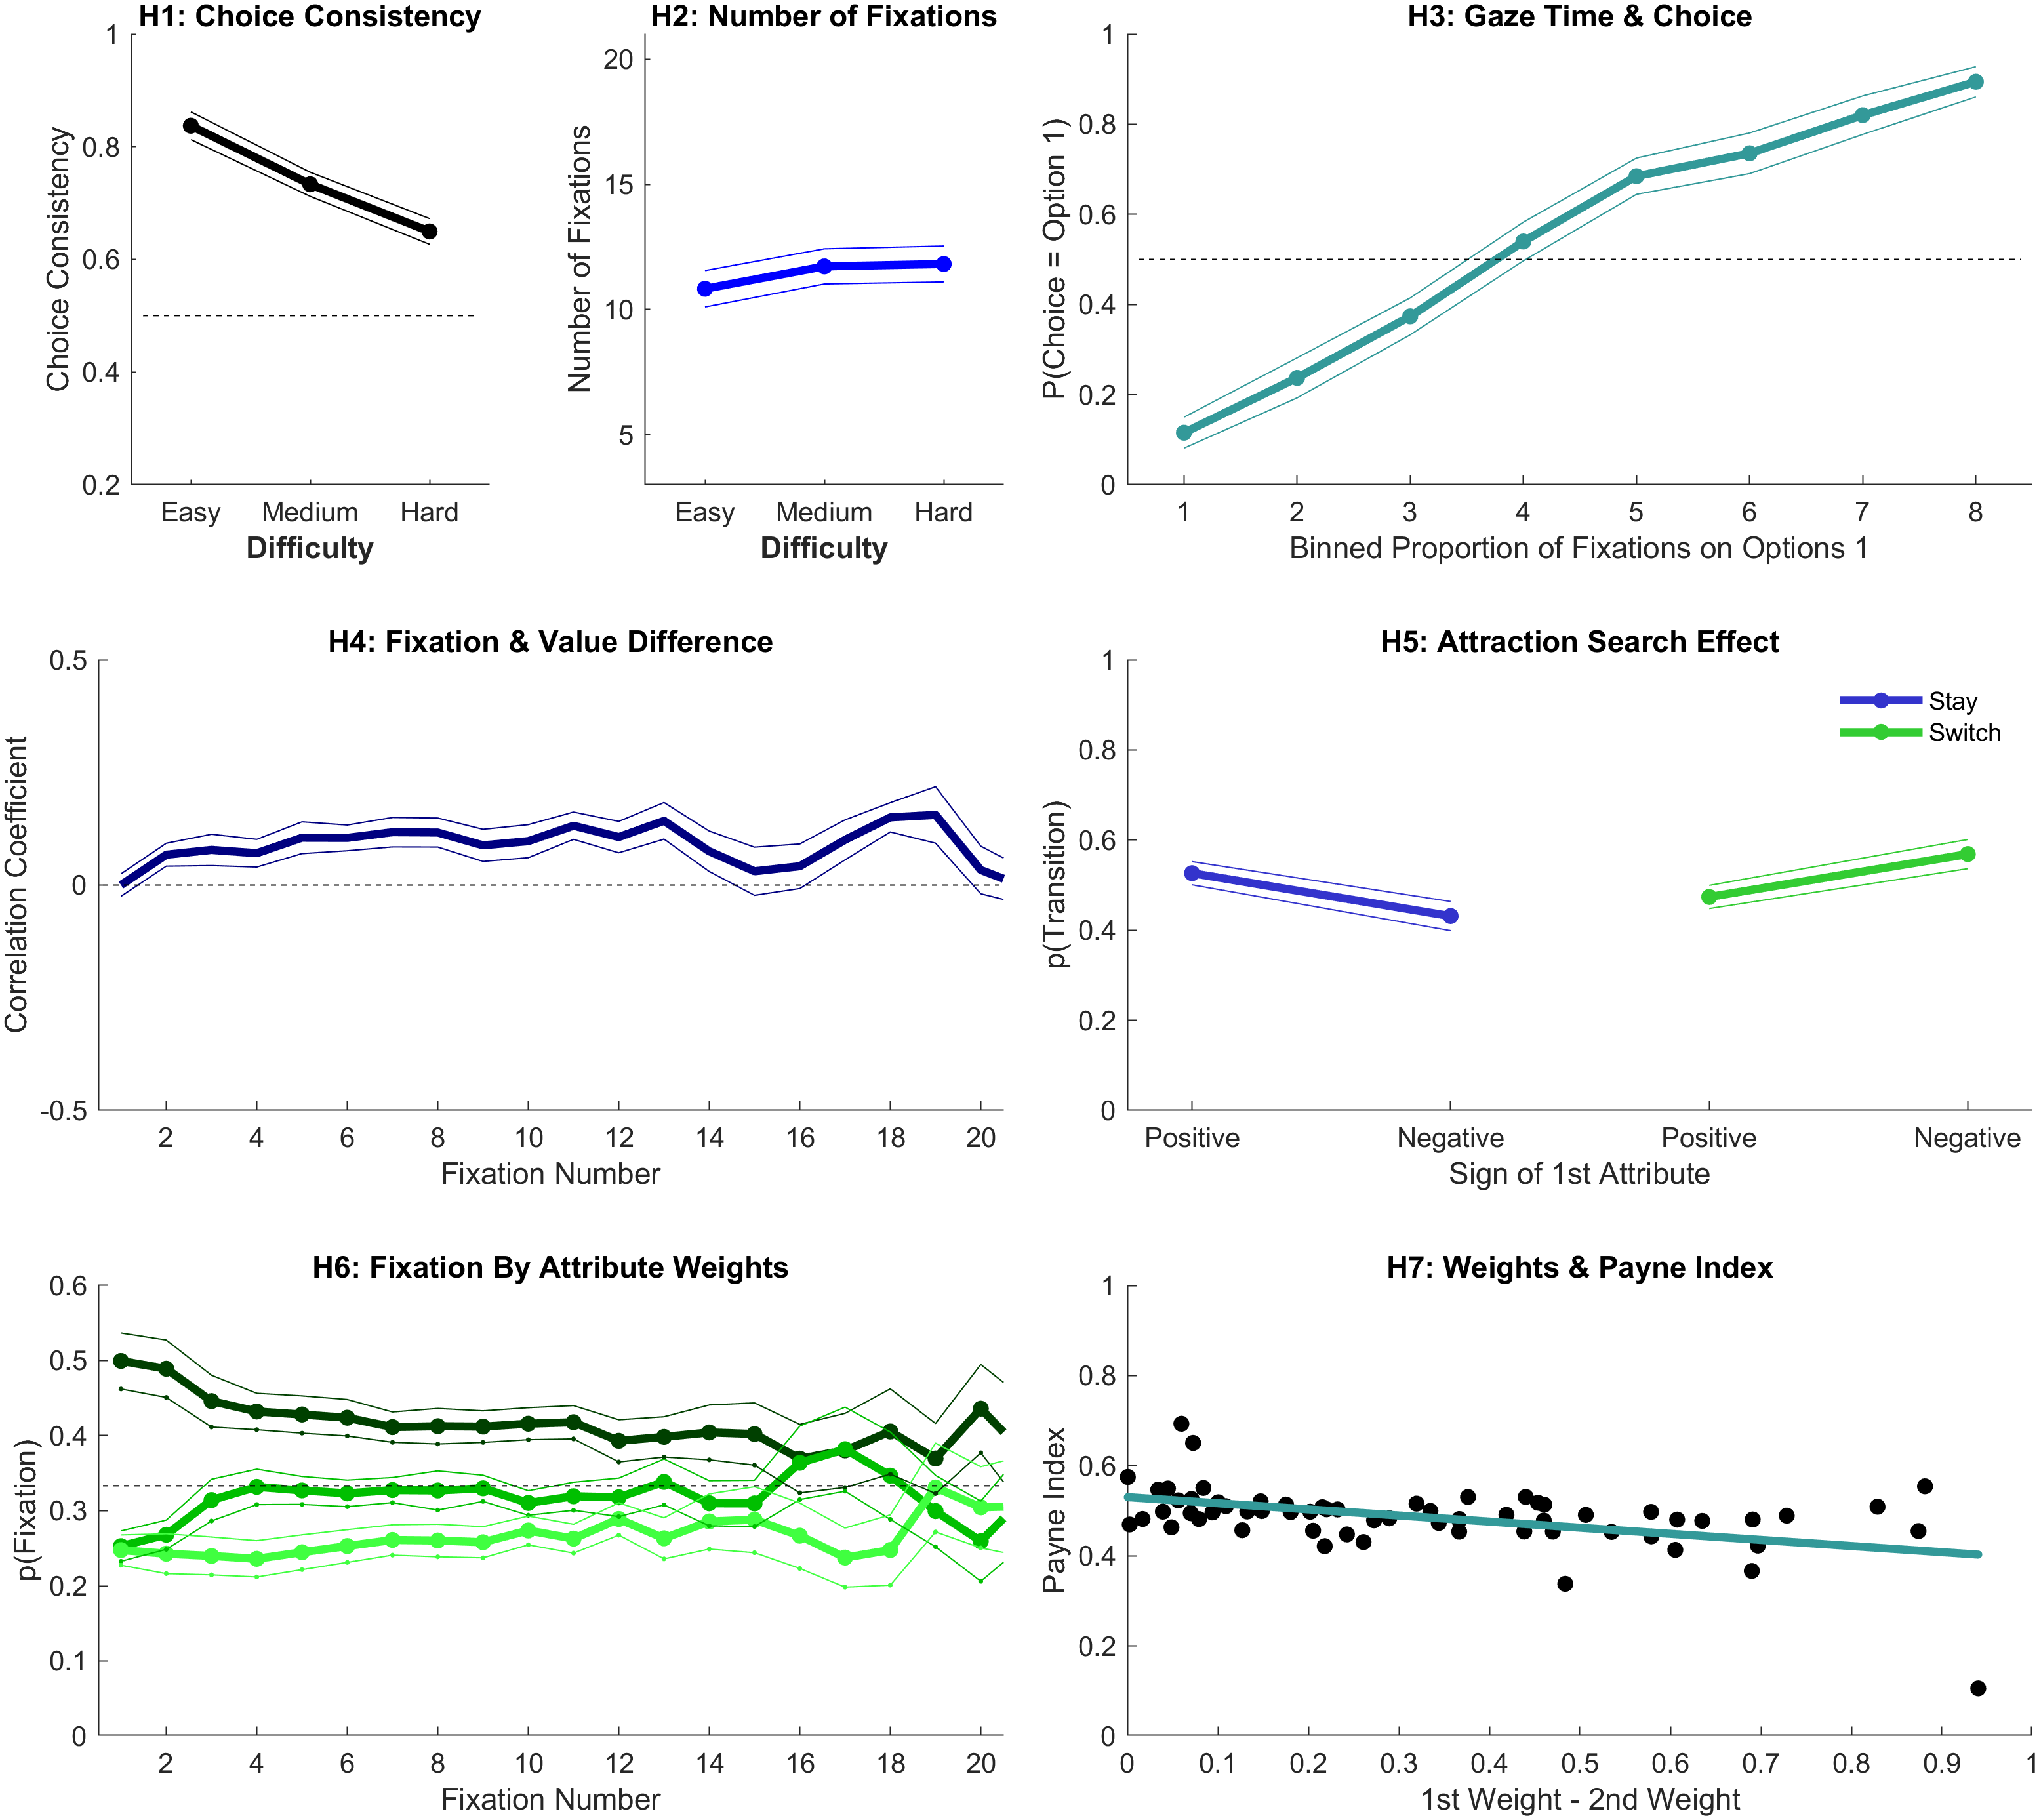 H1: Choice Consistency
1
0.8
0.6
0.4
0.2
Choice Consistency
Easy Medium Hard
Difficulty
H2: Number of Fixations
20
15
10
5
Number of Fixations
Easy Medium Hard
Difficulty
H3: Gaze Time & Choice
1
0.8
0.6
0.4
0.2
0
P(Choice = Option 1)
1 2 3 4 5 6 7 8
Binned Proportion of Fixations on Options 1
H4: Fixation & Value Difference
0.5
0
-0.5
Correlation Coefficient
2 4 6 8 10 12 14 16 18 20
Fixation Number
H5: Attraction Search Effect
1
0.8
0.6
0.4
0.2
0
p(Transition)
Stay
Switch
Positive Negative Positive Negative
Sign of 1st Attribute
H6: Fixation By Attribute Weights
0.6
0.5
0.4
0.3
0.2
0.1
0
p(Fixation)
2 4 6 8 10 12 14 16 18 20
Fixation Number
H7: Weights & Payne Index
1
0.8
0.6
0.4
0.2
0
Payne Index
0 0.1 0.2 0.3 0.4 0.5 0.6 0.7 0.8 0.9 1
1st Weight - 2nd Weight